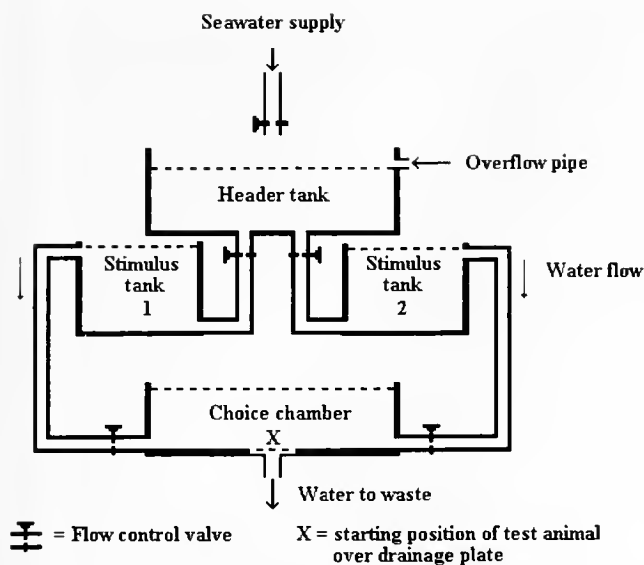 Seawater supply
Overflow pipe
Header tank
Stimulus
tank
1
Stimulus
tank
2
Water flow
Choice chamber
X
Water to waste
= Flow control valve
X = starting position of test animal
over drainage plate